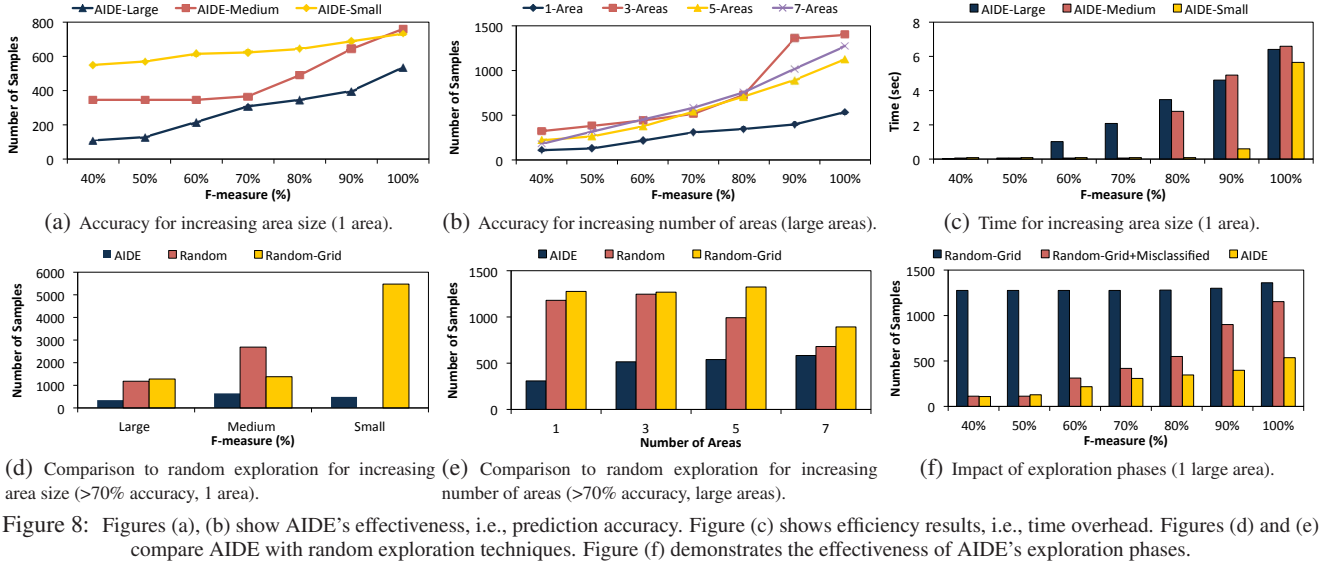 AIDE-Large AIDE-Medium AIDE-Small
800
600
400
200
0
Number of Samples
40% 50% 60% 70% 80% 90% 100%
F-measure (%)
(a) Accuracy for increasing area size (1 area).
1-Area 3-Areas 5-Areas 7-Areas
1500
1000
500
0
Number of Samples
40% 50% 60% 70% 80% 90% 100%
F-measure (%)
(b) Accuracy for increasing number of areas (large areas).
AIDE-Large AIDE-Medium AIDE-Small
8
6
4
2
0
Time (sec)
40% 50% 60% 70% 80% 90% 100%
F-measure (%)
(c) Time for increasing area size (1 area).
AIDE Random Random-Grid
6000
5000
4000
3000
2000
1000
0
Number of Samples
Large Medium Small
F-measure (%)
(d) Comparison to random exploration for increasing
area size (>70% accuracy, 1 area).
AIDE Random Random-Grid
1500
1000
500
0
Number of Samples
1 3 5 7
Number of Areas
(e) Comparison to random exploration for increasing
number of areas (>70% accuracy, large areas).
Random-Grid Random-Grid+Misclassified AIDE
1500
1000
500
0
Number of Samples
40% 50% 60% 70% 80% 90% 100%
F-measure (%)
(f) Impact of exploration phases (1 large area).
Figure 8: Figures (a), (b) show AIDE's effectiveness, i.e., prediction accuracy. Figure (c) shows efficiency results, i.e., time overhead. Figures (d) and (e)
compare AIDE with random exploration techniques. Figure (f) demonstrates the effectiveness of AIDE's exploration phases.